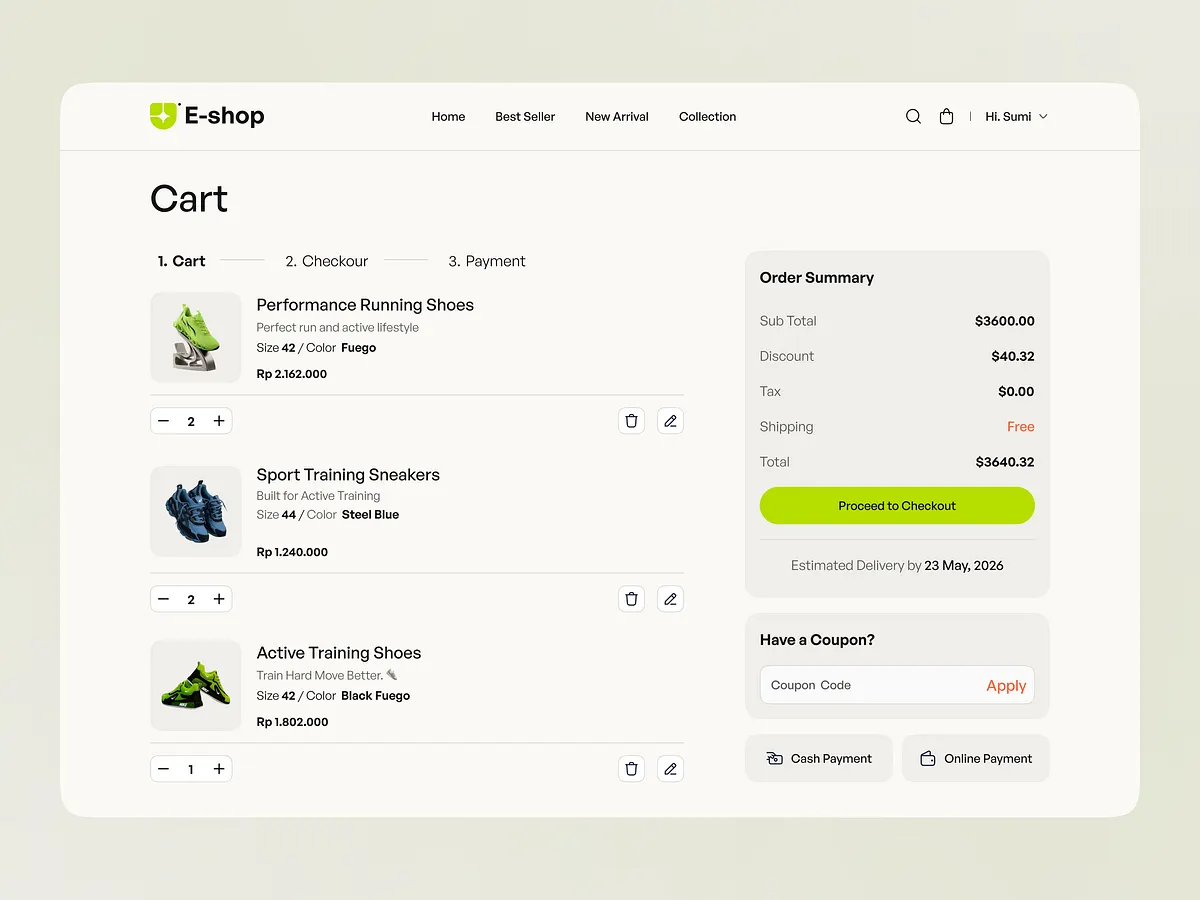 E-shop
Home Best Seller New Arrival Collection
Hi. Sumi
Cart
1. Cart 2. Checkour 3. Payment
Performance Running Shoes
Perfect run and active lifestyle
Size 42 / Color Fuego
Rp 2.162.000
2
Sport Training Sneakers
Built for Active Training
Size 44 / Color Steel Blue
Rp 1.240.000
2
Active Training Shoes
Train Hard Move Better.
Size 42 / Color Black Fuego
Rp 1.802.000
1
Order Summary
Sub Total $3600.00
Discount $40.32
Tax $0.00
Shipping Free
Total $3640.32
Proceed to Checkout
Estimated Delivery by 23 May, 2026
Have a Coupon?
Coupon Code Apply
Cash Payment Online Payment